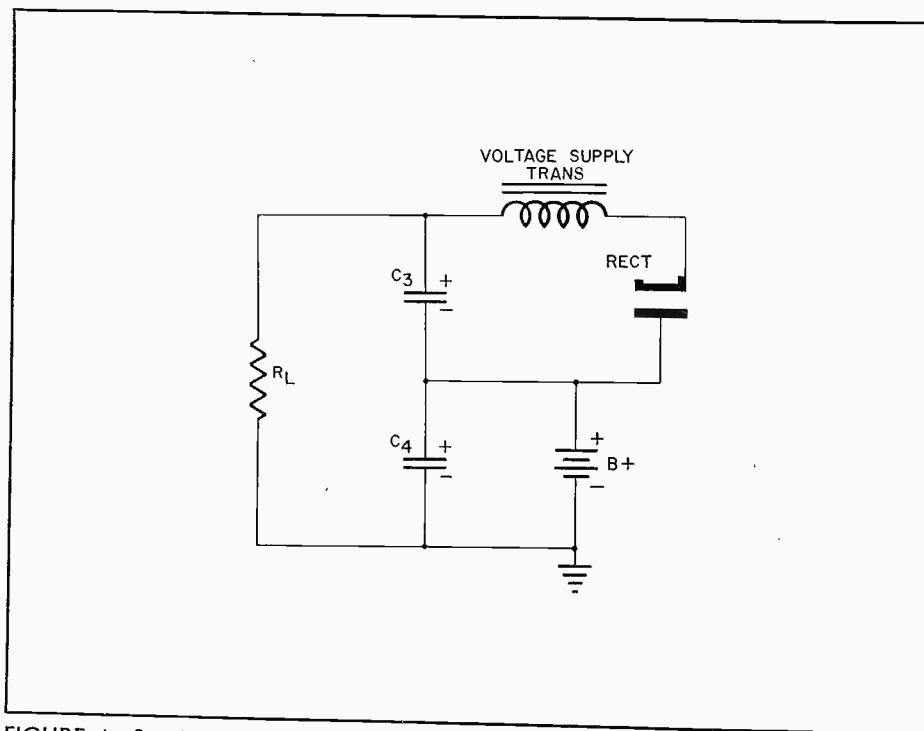 VOLTAGE SUPPLY
TRANS
RECT
C3 +
-
RL
C4 +
-
+
B+
-